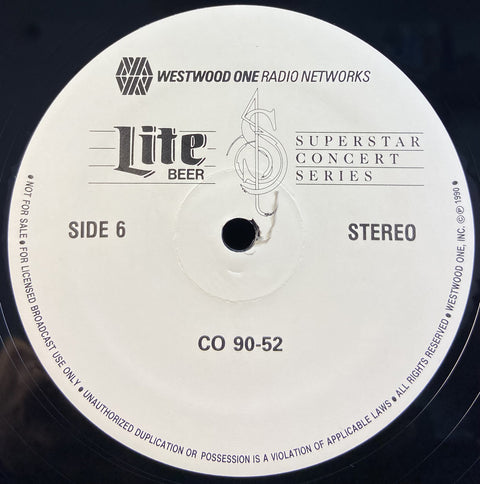 WESTWOOD ONE RADIO NETWORKS
Lite
BEER
SUPERSTAR
CONCERT
SERIES
SIDE 6
STEREO
CO 90-52
• NOT FOR SALE • FOR LICENSED BROADCAST USE ONLY • UNAUTHORIZED DUPLICATION OR POSSESSION IS A VIOLATION OF APPLICABLE LAWS • ALL RIGHTS RESERVED • WESTWOOD ONE, INC. © ℗ 1990 •